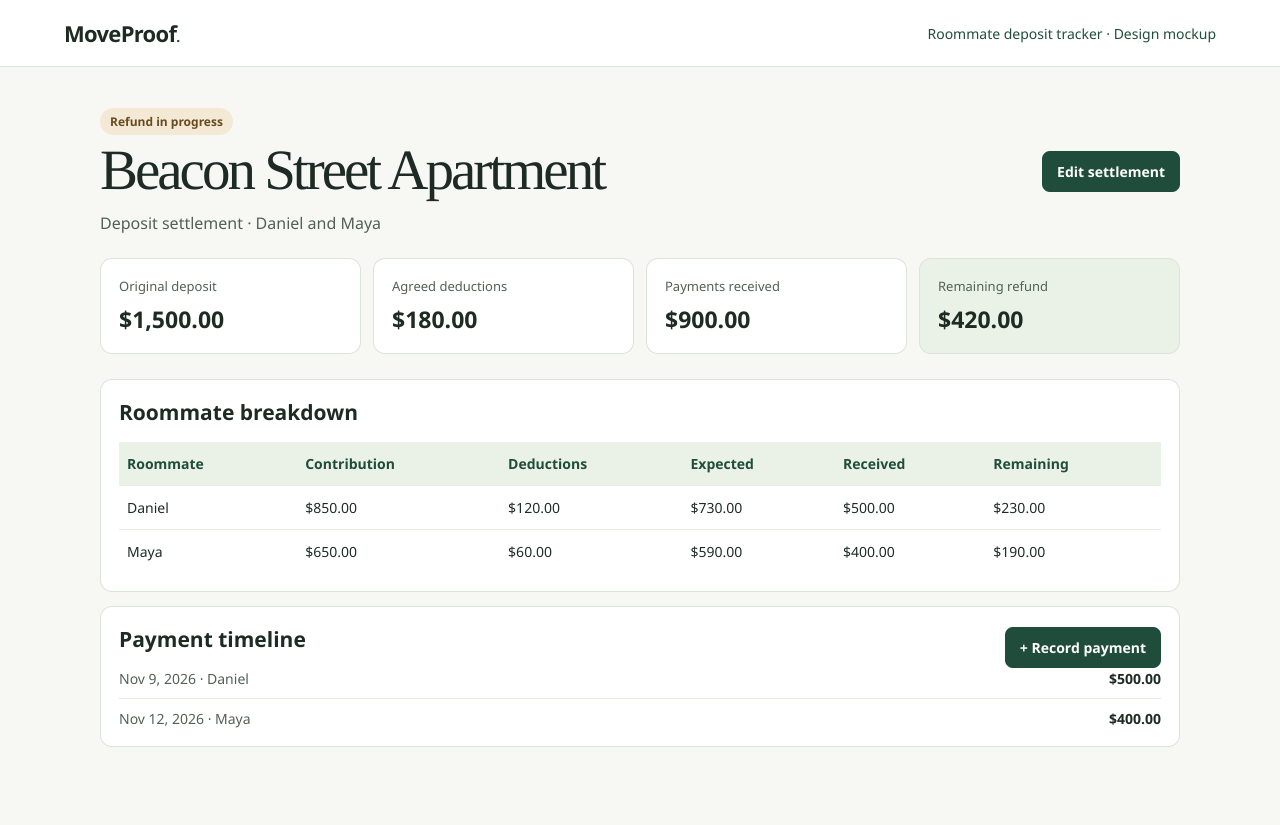 MoveProof.
Roommate deposit tracker · Design mockup
Refund in progress
Beacon Street Apartment
Edit settlement
Deposit settlement · Daniel and Maya
Original deposit
$1,500.00
Agreed deductions
$180.00
Payments received
$900.00
Remaining refund
$420.00
Roommate breakdown
Roommate Contribution Deductions Expected Received Remaining
Daniel $850.00 $120.00 $730.00 $500.00 $230.00
Maya $650.00 $60.00 $590.00 $400.00 $190.00
Payment timeline
+ Record payment
Nov 9, 2026 · Daniel $500.00
Nov 12, 2026 · Maya $400.00